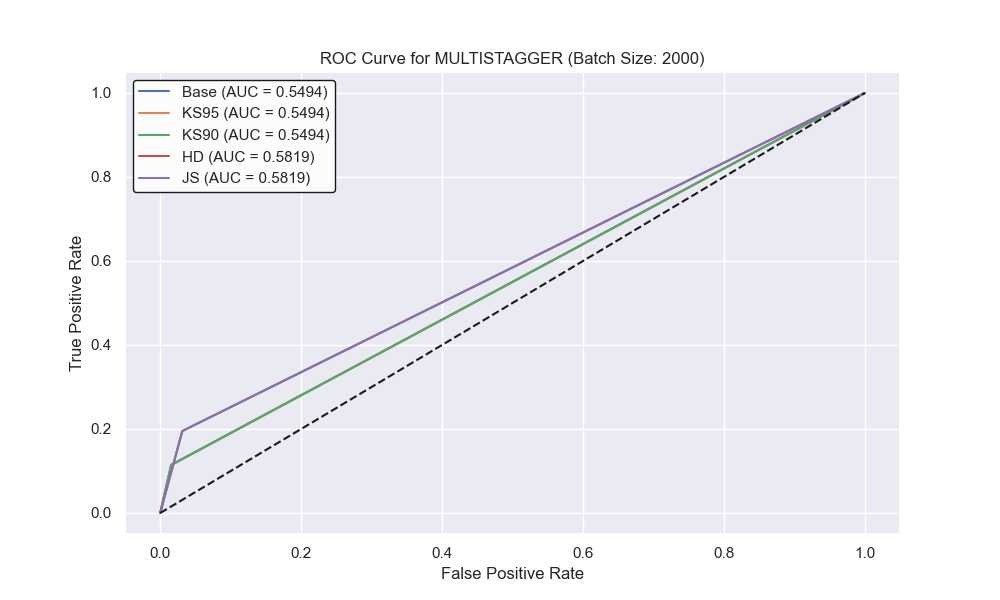 ROC Curve for MULTISTAGGER (Batch Size: 2000)
Base (AUC = 0.5494)
KS95 (AUC = 0.5494)
KS90 (AUC = 0.5494)
HD (AUC = 0.5819)
JS (AUC = 0.5819)
True Positive Rate
1.0
0.8
0.6
0.4
0.2
0.0
0.0 0.2 0.4 0.6 0.8 1.0
False Positive Rate